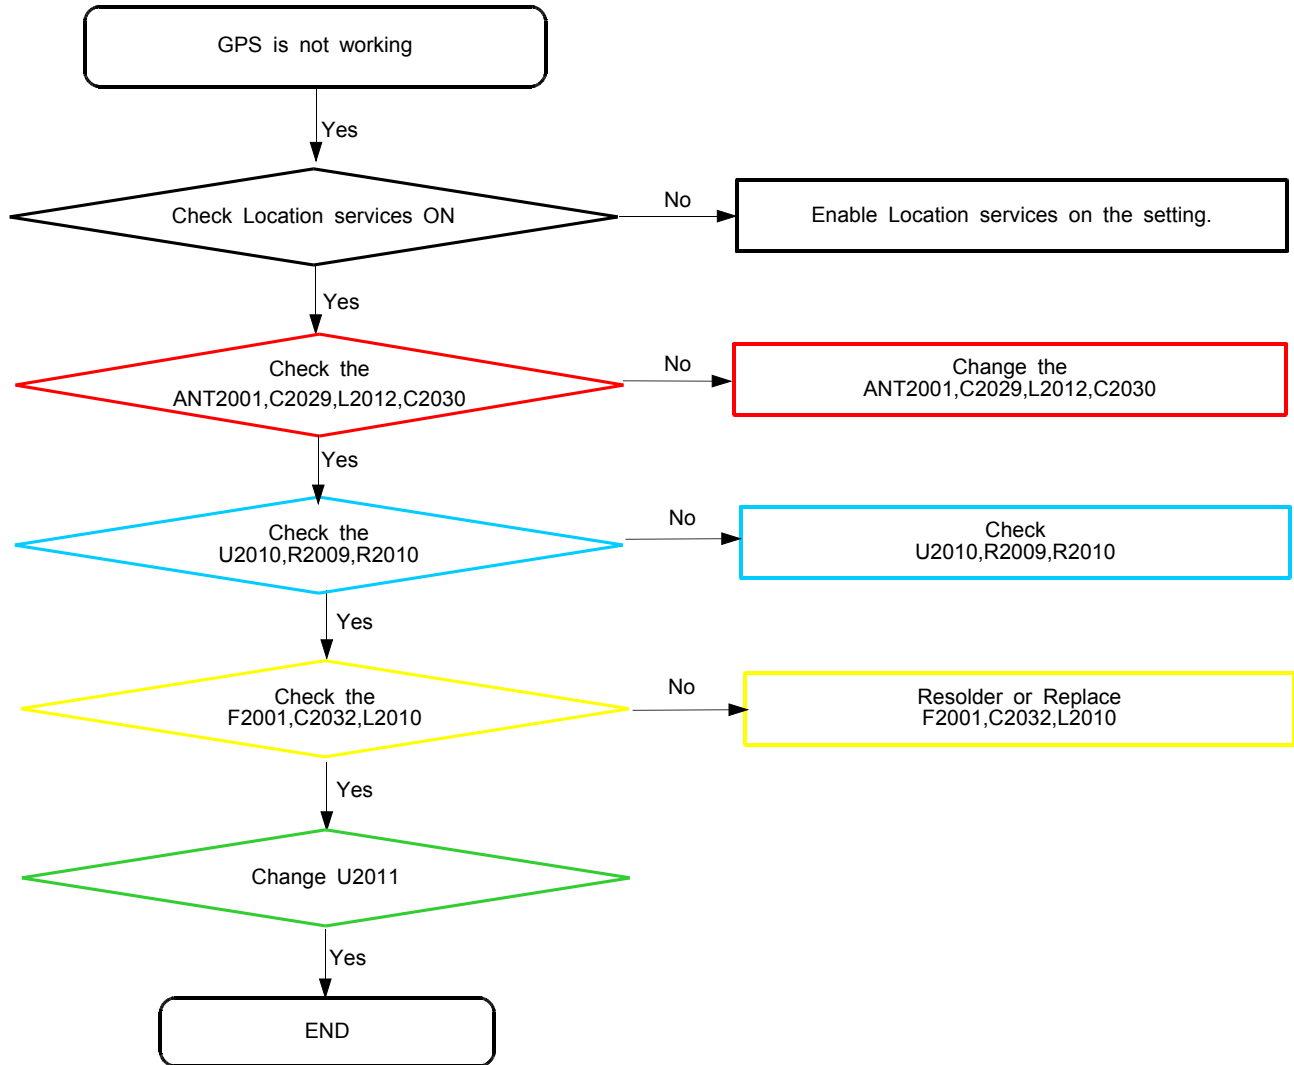 GPS is not working
Yes
Check Location services ON
No
Enable Location services on the setting.
Yes
Check the
ANT2001,C2029,L2012,C2030
No
Change the
ANT2001,C2029,L2012,C2030
Yes
Check the
U2010,R2009,R2010
No
Check
U2010,R2009,R2010
Yes
Check the
F2001,C2032,L2010
No
Resolder or Replace
F2001,C2032,L2010
Yes
Change U2011
Yes
END